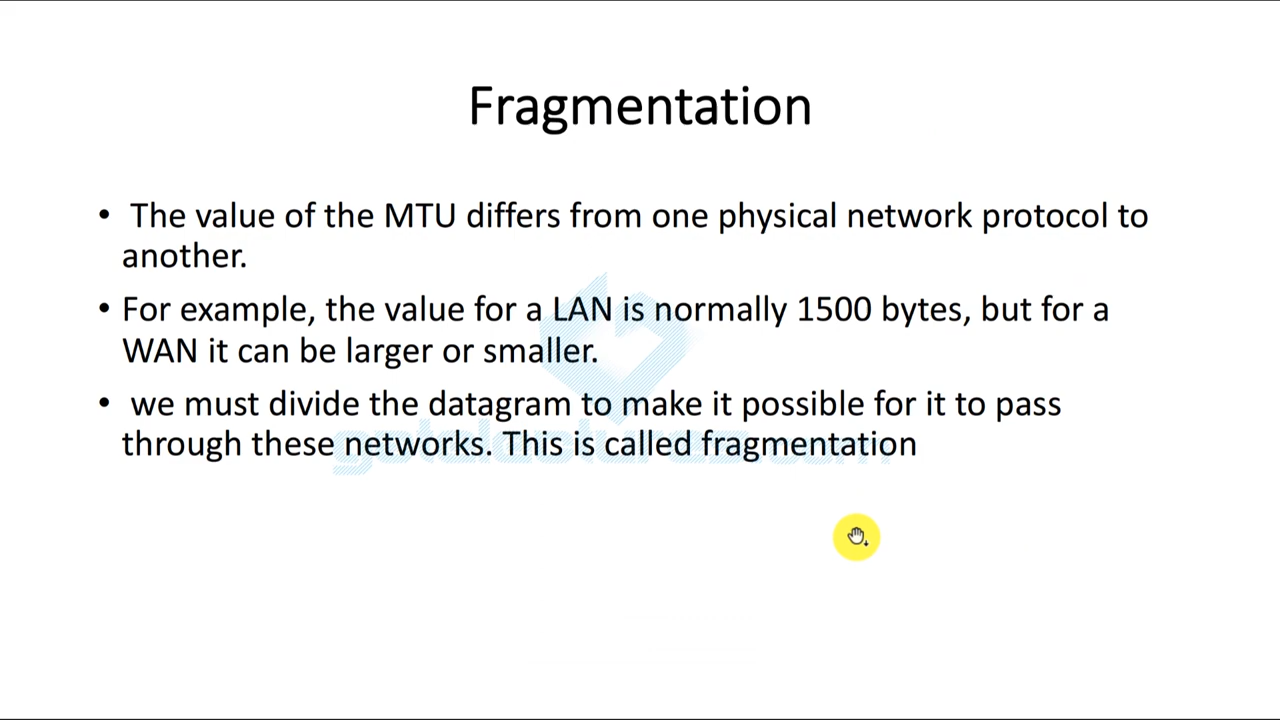 Fragmentation
• The value of the MTU differs from one physical network protocol to
another.
• For example, the value for a LAN is normally 1500 bytes, but for a
WAN it can be larger or smaller.
• we must divide the datagram to make it possible for it to pass
through these networks. This is called fragmentation